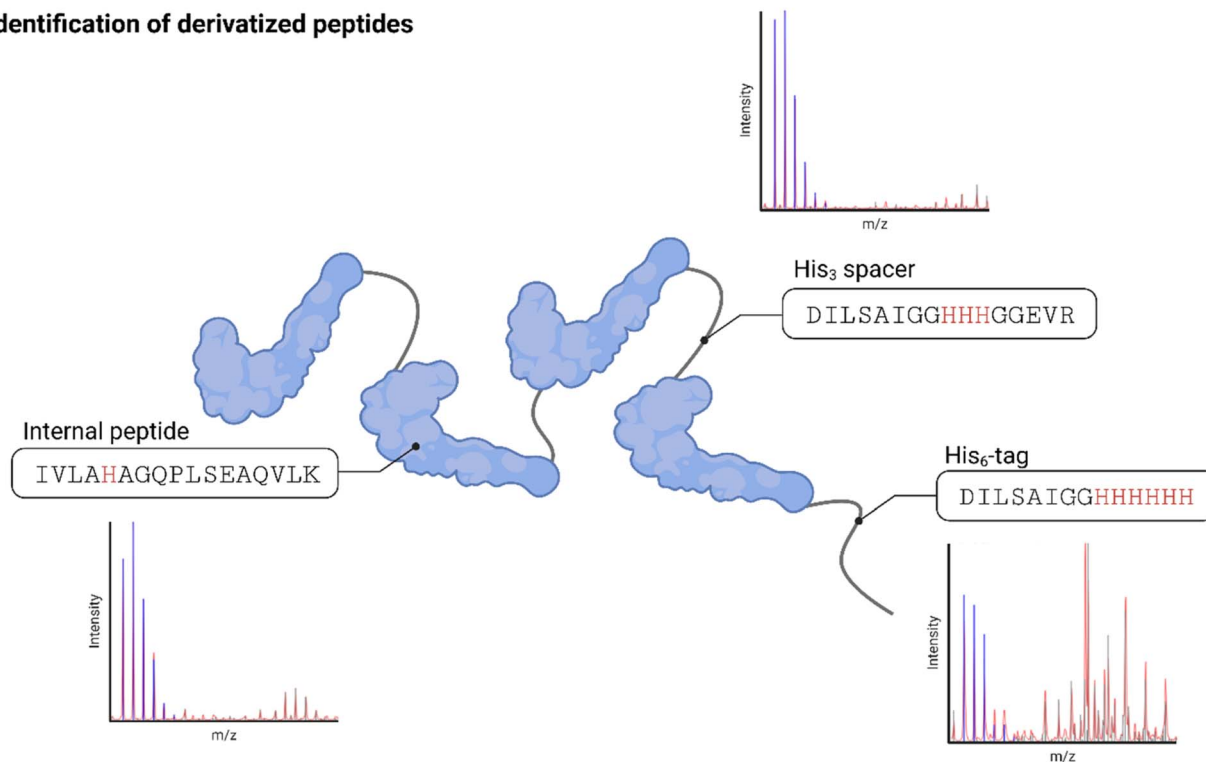 dentification of derivatized peptides
Intensity
m/z
His₃ spacer
DILSAIGGHHHGGEVR
Internal peptide
IVLAHAGQPLSEAQVLK
His₆-tag
DILSAIGGHHHHHH
Intensity
m/z
Intensity
m/z